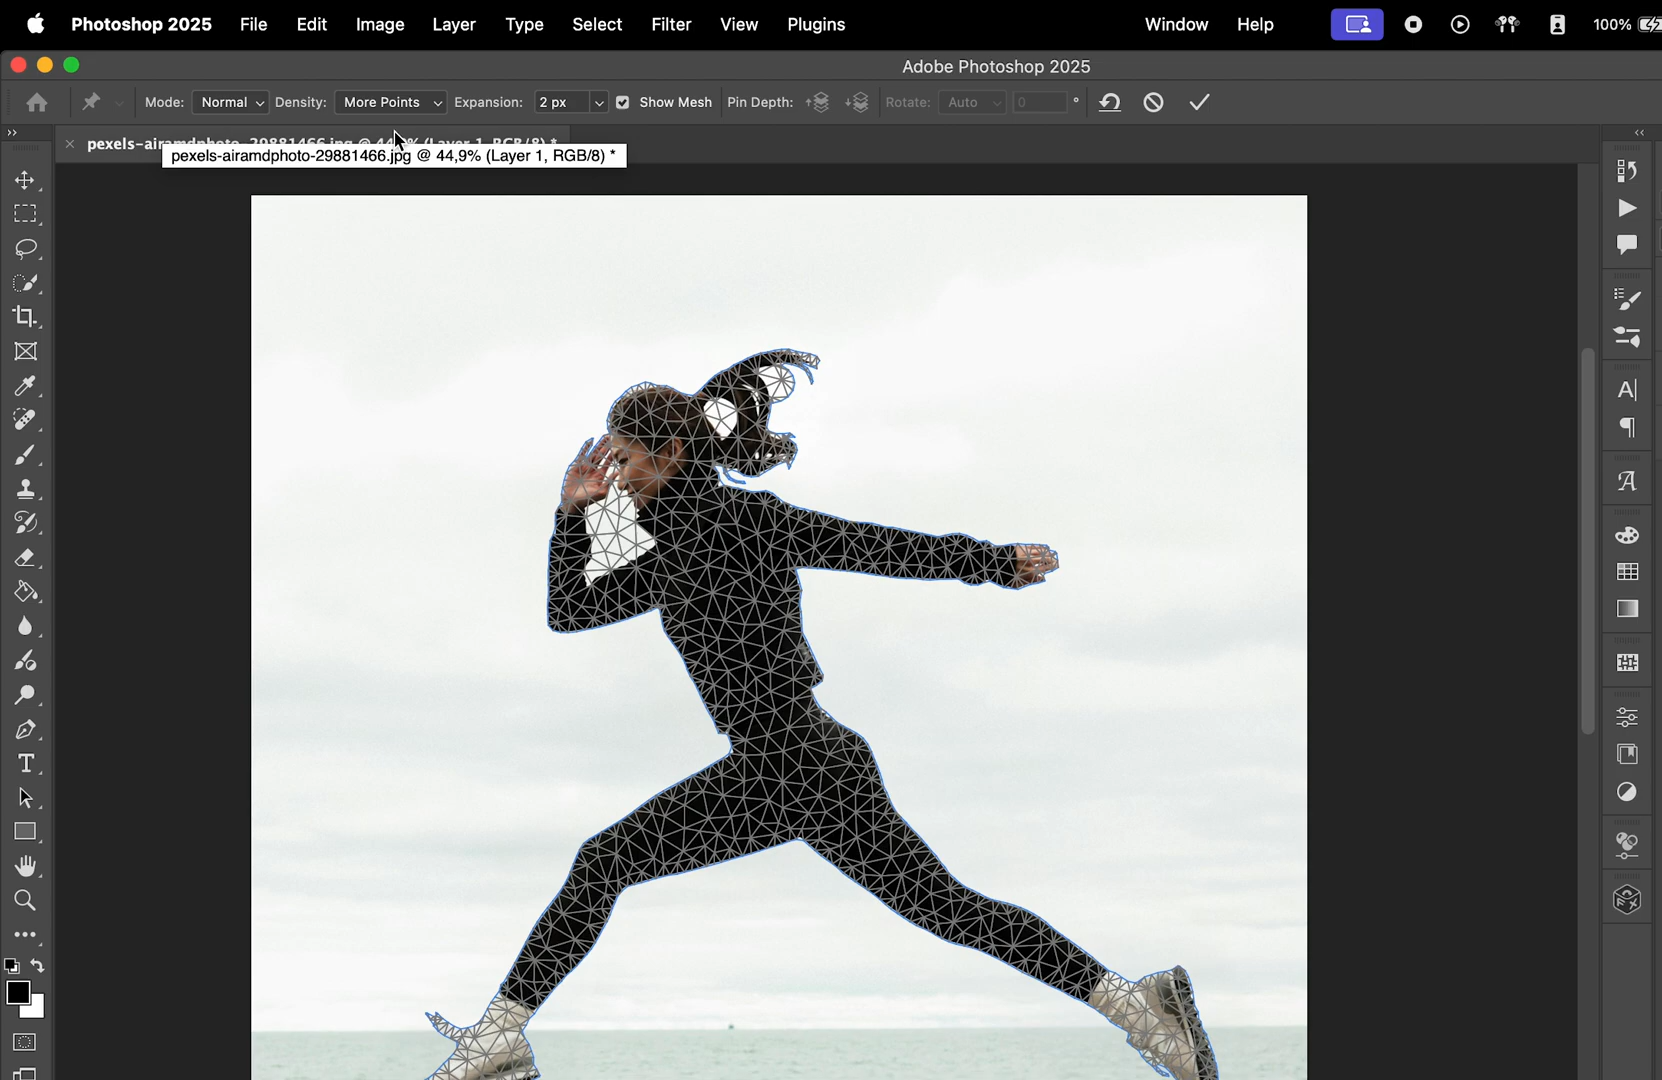 Photoshop 2025 File Edit Image Layer Type Select Filter View Plugins Window Help 100%
Adobe Photoshop 2025
Mode: Normal Density: More Points Expansion: 2 px Show Mesh Pin Depth: Rotate: Auto 0 °
pexels-airamdphoto-29881466.jpg @ 44,9% (Layer 1, RGB/8) *
pexels-airamdphoto-29881466.jpg @ 44,9% (Layer 1, RGB/8) *